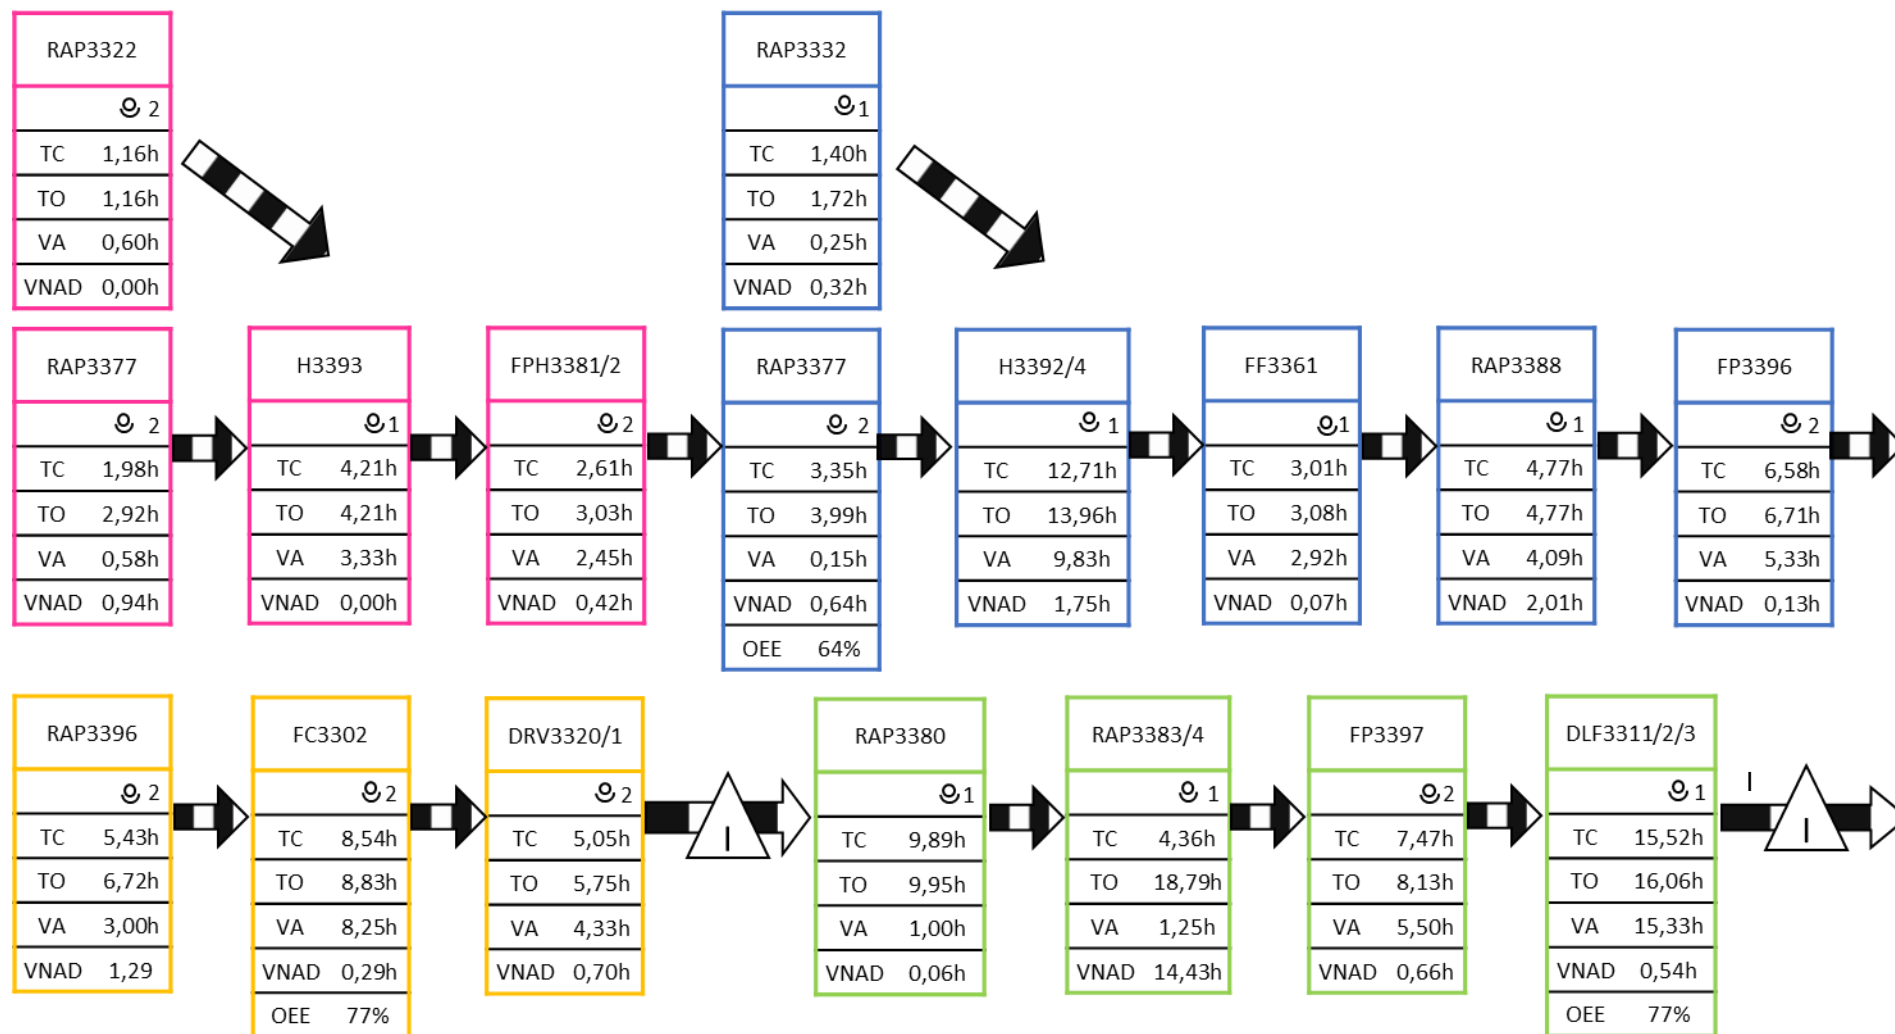 RAP3322
2
TC 1,16h
TO 1,16h
VA 0,60h
VNAD 0,00h
RAP3332
1
TC 1,40h
TO 1,72h
VA 0,25h
VNAD 0,32h
RAP3377
2
TC 1,98h
TO 2,92h
VA 0,58h
VNAD 0,94h
H3393
1
TC 4,21h
TO 4,21h
VA 3,33h
VNAD 0,00h
FPH3381/2
2
TC 2,61h
TO 3,03h
VA 2,45h
VNAD 0,42h
RAP3377
2
TC 3,35h
TO 3,99h
VA 0,15h
VNAD 0,64h
OEE 64%
H3392/4
1
TC 12,71h
TO 13,96h
VA 9,83h
VNAD 1,75h
FF3361
1
TC 3,01h
TO 3,08h
VA 2,92h
VNAD 0,07h
RAP3388
1
TC 4,77h
TO 4,77h
VA 4,09h
VNAD 2,01h
FP3396
2
TC 6,58h
TO 6,71h
VA 5,33h
VNAD 0,13h
RAP3396
2
TC 5,43h
TO 6,72h
VA 3,00h
VNAD 1,29
FC3302
2
TC 8,54h
TO 8,83h
VA 8,25h
VNAD 0,29h
OEE 77%
DRV3320/1
2
TC 5,05h
TO 5,75h
VA 4,33h
VNAD 0,70h
I
RAP3380
1
TC 9,89h
TO 9,95h
VA 1,00h
VNAD 0,06h
RAP3383/4
1
TC 4,36h
TO 18,79h
VA 1,25h
VNAD 14,43h
FP3397
2
TC 7,47h
TO 8,13h
VA 5,50h
VNAD 0,66h
DLF3311/2/3
1
TC 15,52h
TO 16,06h
VA 15,33h
VNAD 0,54h
OEE 77%
I
I